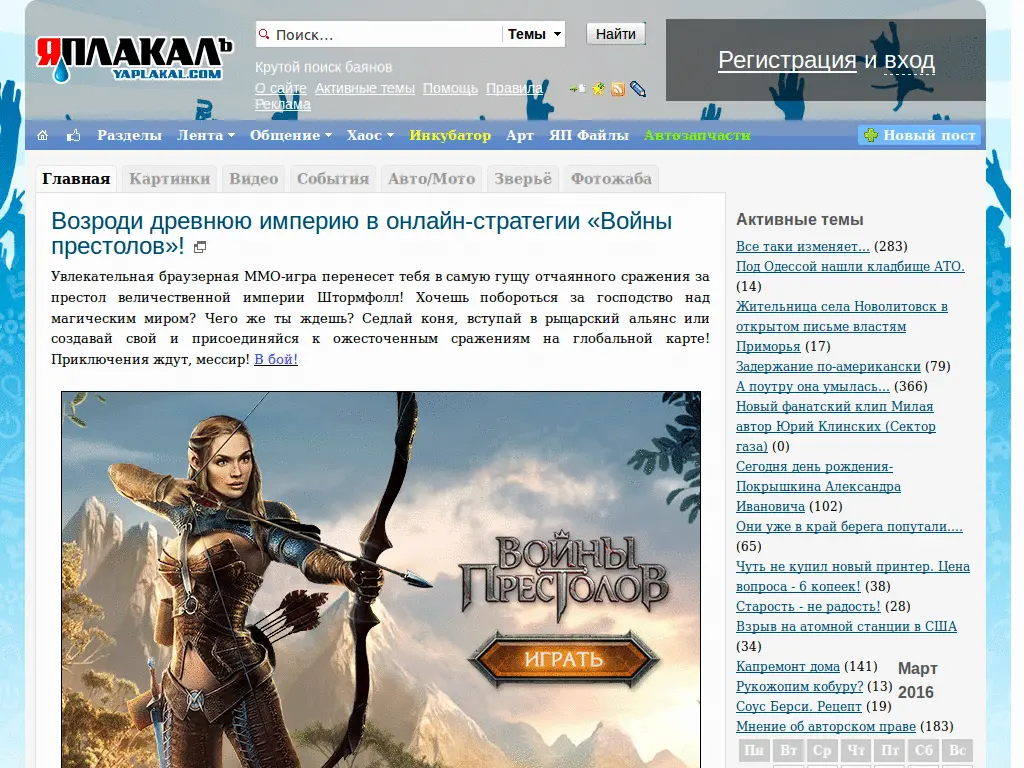 ЯПЛАКАЛЪ
YAPLAKAL.COM
Поиск...
Темы
Найти
Крутой поиск баянов
О сайте Активные темы Помощь Правила
Реклама
Регистрация и вход
Разделы Лента Общение Хаос Инкубатор Арт ЯП Файлы Автозапчасти Новый пост
Главная Картинки Видео События Авто/Мото Зверьё Фотожаба
Возроди древнюю империю в онлайн-стратегии «Войны
престолов»!
Увлекательная браузерная ММО-игра перенесет тебя в самую гущу отчаянного сражения за
престол величественной империи Штормфолл! Хочешь побороться за господство над
магическим миром? Чего же ты ждешь? Седлай коня, вступай в рыцарский альянс или
создавай свой и присоединяйся к ожесточенным сражениям на глобальной карте!
Приключения ждут, мессир! В бой!
ВОЙНЫ
ПРЕСТОЛОВ
ИГРАТЬ
Активные темы
Все таки изменяет... (283)
Под Одессой нашли кладбище АТО.
(14)
Жительница села Новолитовск в
открытом письме властям
Приморья (17)
Задержание по-американски (79)
А поутру она умылась... (366)
Новый фанатский клип Милая
автор Юрий Клинских (Сектор
газа) (0)
Сегодня день рождения-
Покрышкина Александра
Ивановича (102)
Они уже в край берега попутали....
(65)
Чуть не купил новый принтер. Цена
вопроса - 6 копеек! (38)
Старость - не радость! (28)
Взрыв на атомной станции в США
(34)
Капремонт дома (141)
Рукожопим кобуру? (13)
Соус Берси. Рецепт (19)
Мнение об авторском праве (183)
Март
2016
Пн Вт Ср Чт Пт Сб Вс